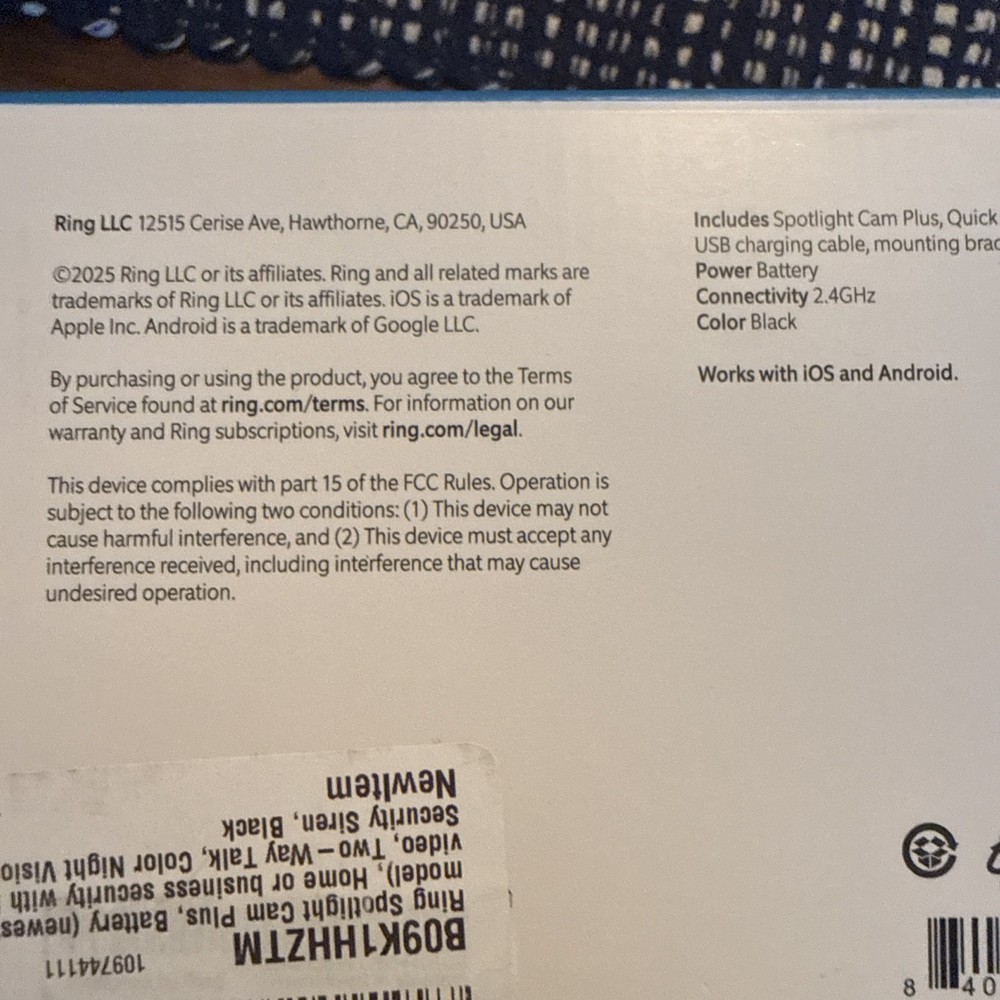 Ring LLC 12515 Cerise Ave, Hawthorne, CA, 90250, USA
©2025 Ring LLC or its affiliates. Ring and all related marks are
trademarks of Ring LLC or its affiliates. iOS is a trademark of
Apple Inc. Android is a trademark of Google LLC.
By purchasing or using the product, you agree to the Terms
of Service found at ring.com/terms. For information on our
warranty and Ring subscriptions, visit ring.com/legal.
This device complies with part 15 of the FCC Rules. Operation is
subject to the following two conditions: (1) This device may not
cause harmful interference, and (2) This device must accept any
interference received, including interference that may cause
undesired operation.
Includes Spotlight Cam Plus, Quick
USB charging cable, mounting brac
Power Battery
Connectivity 2.4GHz
Color Black
Works with iOS and Android.
B09K1HHZTM 109744111
Ring Spotlight Cam Plus, Battery (newes
model), Home or business security with
video, Two-Way Talk, Color Night Visio
Security Siren, Black
NewItem
8 40